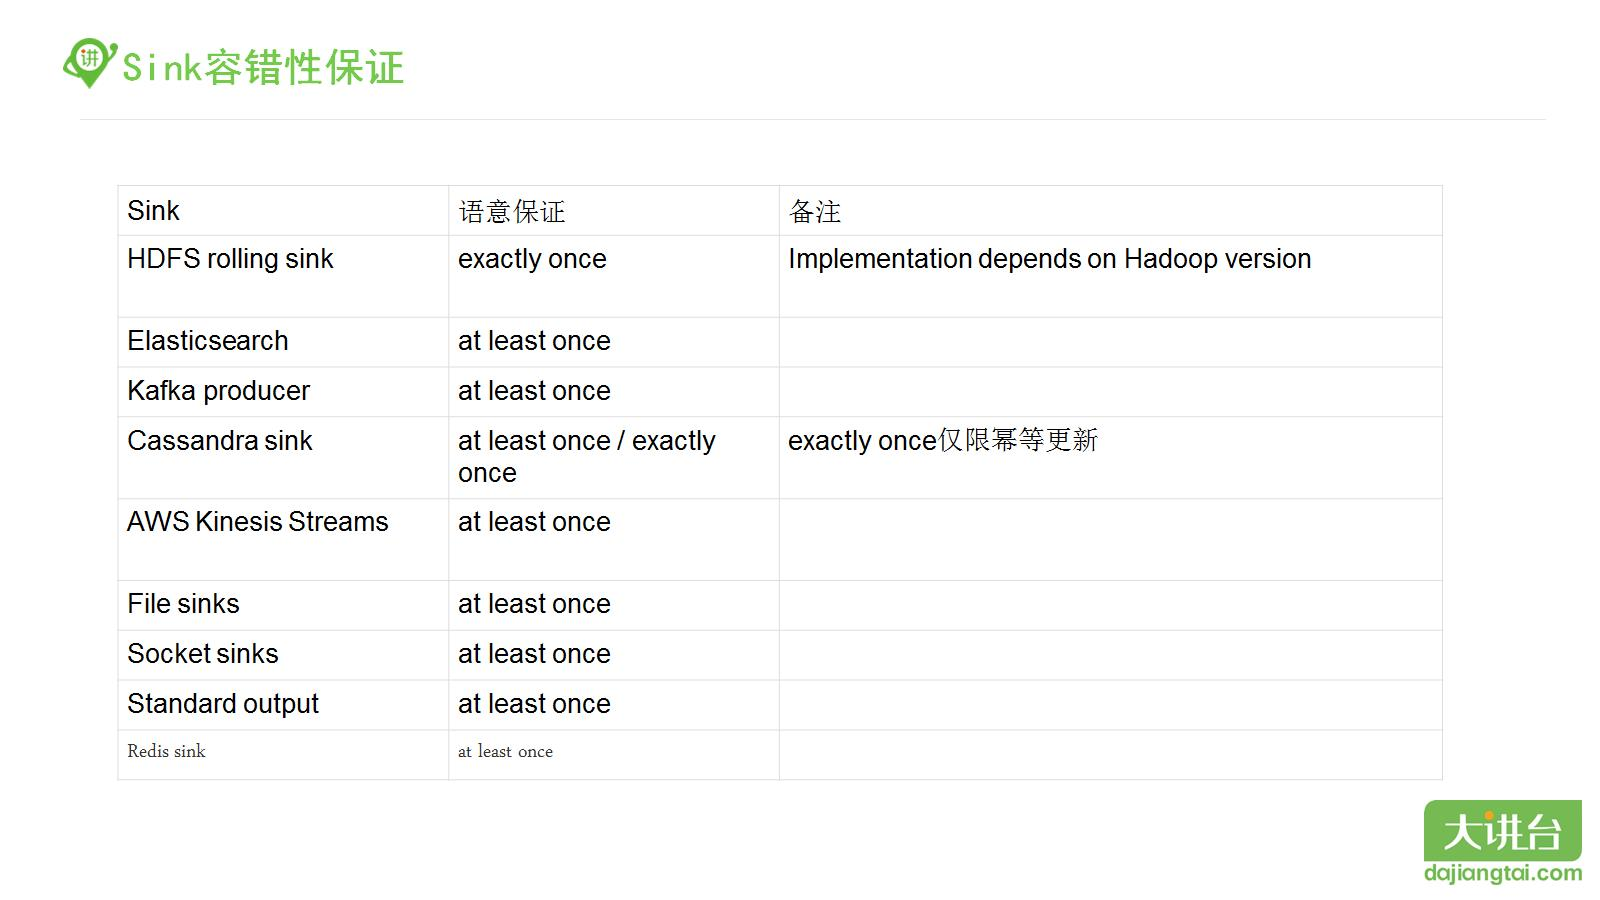 讲
Sink容错性保证
Sink 语意保证 备注
HDFS rolling sink exactly once Implementation depends on Hadoop version
Elasticsearch at least once
Kafka producer at least once
Cassandra sink at least once / exactly exactly once仅限幂等更新
once
AWS Kinesis Streams at least once
File sinks at least once
Socket sinks at least once
Standard output at least once
Redis sink at least once
大讲台
dajiangtai.com